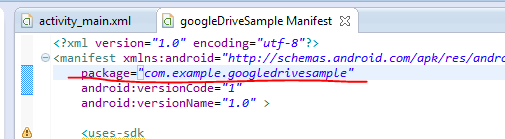 activity_main.xml
googleDriveSample Manifest
<?xml version="1.0" encoding="utf-8"?>
<manifest xmlns:android="http://schemas.android.com/apk/res/andro
package="com.example.googledrivesample"
android:versionCode="1"
android:versionName="1.0" >
<uses-sdk